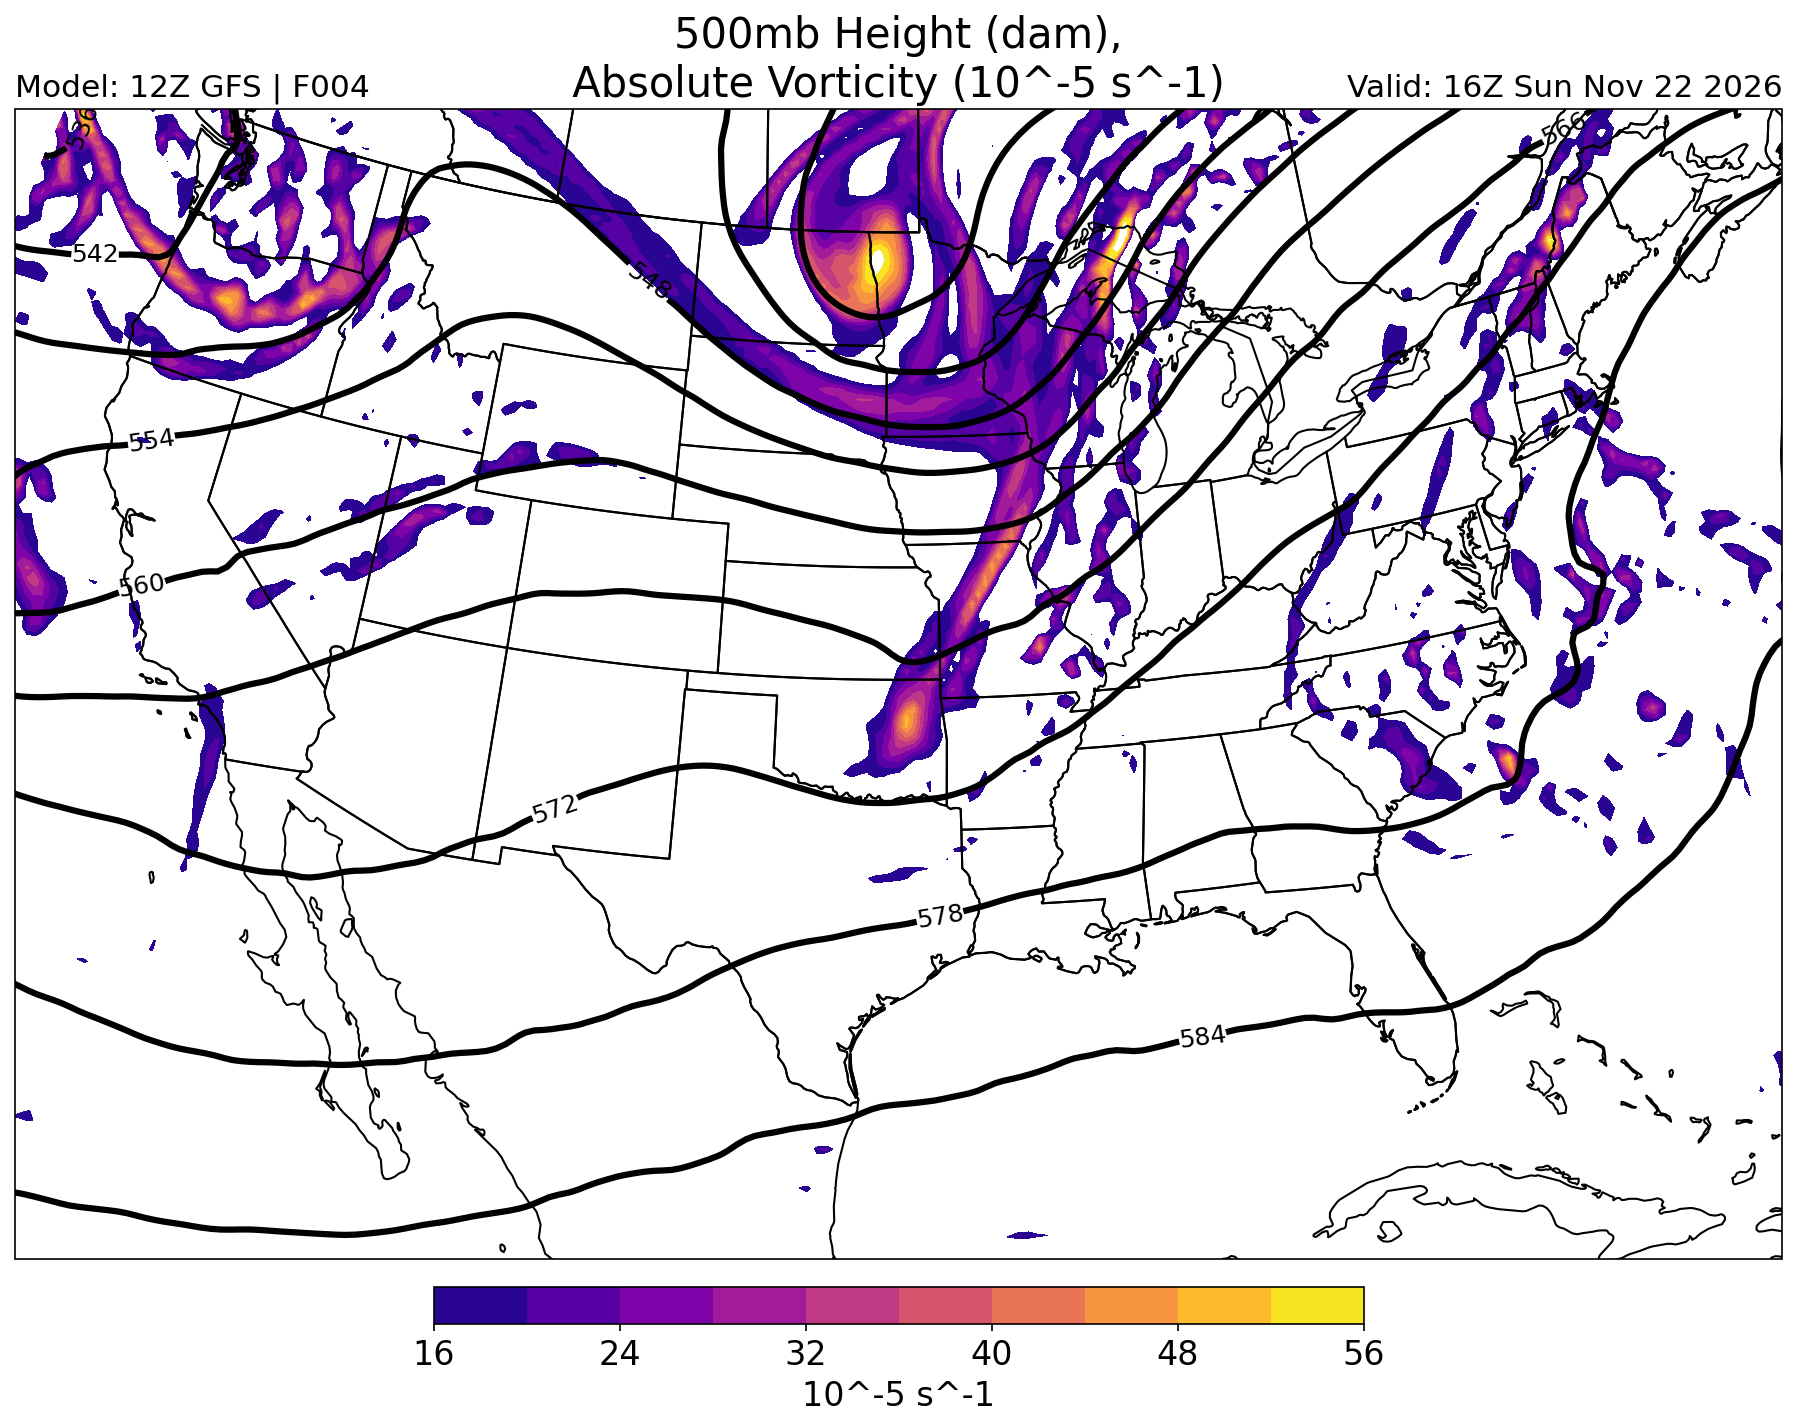 500mb Height (dam),
Absolute Vorticity (10^-5 s^-1)
Model: 12Z GFS | F004
Valid: 16Z Sun Nov 22 2026
536
566
542
548
554
560
572
578
584
16 24 32 40 48 56
10^-5 s^-1